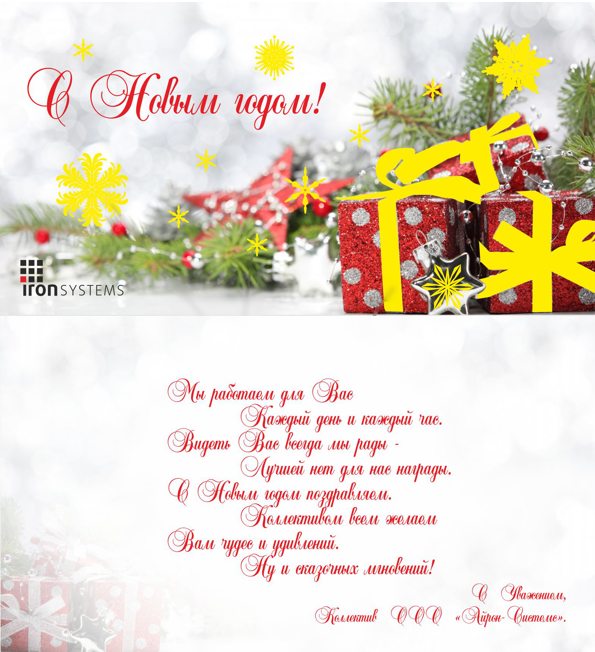 С Новым годом!
ironSYSTEMS
Мы работаем для Вас
Каждый день и каждый час.
Видеть Вас всегда мы рады -
Лучшей нет для нас награды.
С Новым годом поздравляем.
Коллективом всем желаем
Вам чудес и удивлений.
Ну и сказочных мгновений!
С Уважением,
Коллектив ООО «Айрон-Системс».